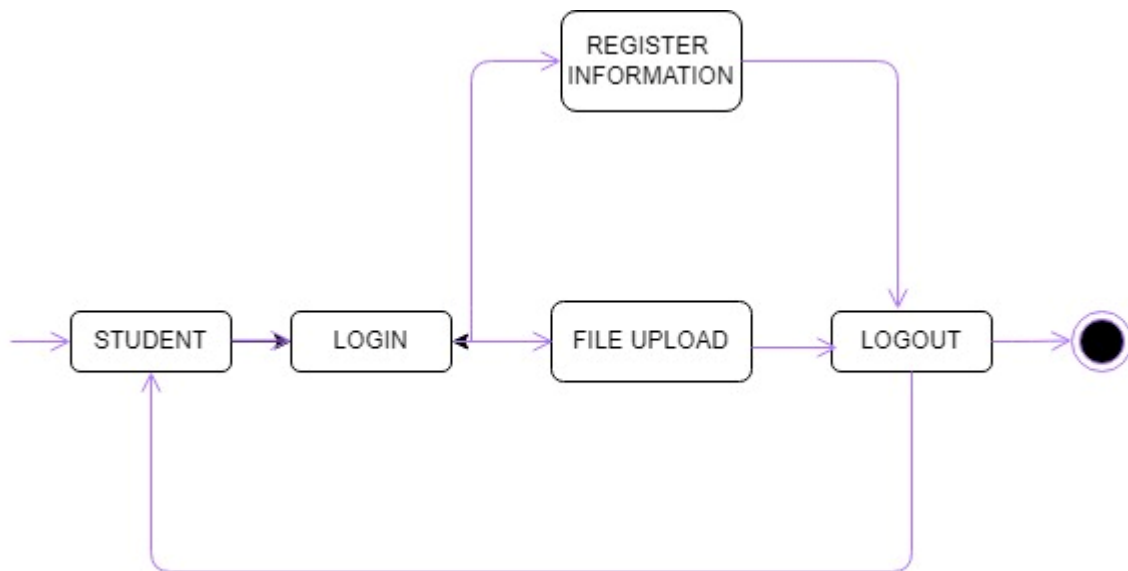 REGISTER
INFORMATION
STUDENT
LOGIN
FILE UPLOAD
LOGOUT